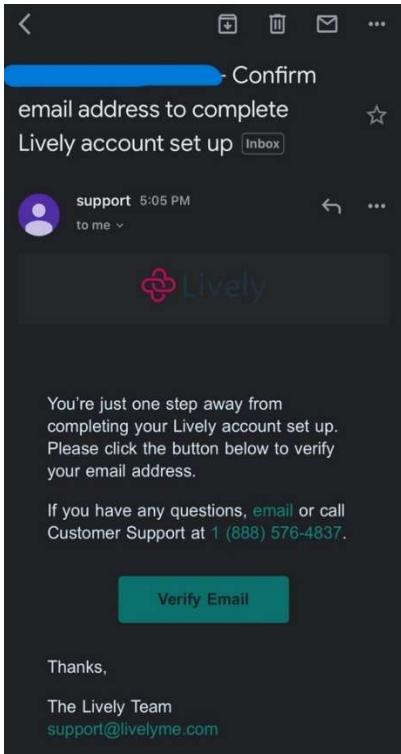 - Confirm
email address to complete
Lively account set up Inbox
support 5:05 PM
to me
Lively
You're just one step away from
completing your Lively account set up.
Please click the button below to verify
your email address.
If you have any questions, email or call
Customer Support at 1 (888) 576-4837.
Verify Email
Thanks,
The Lively Team
support@livelyme.com